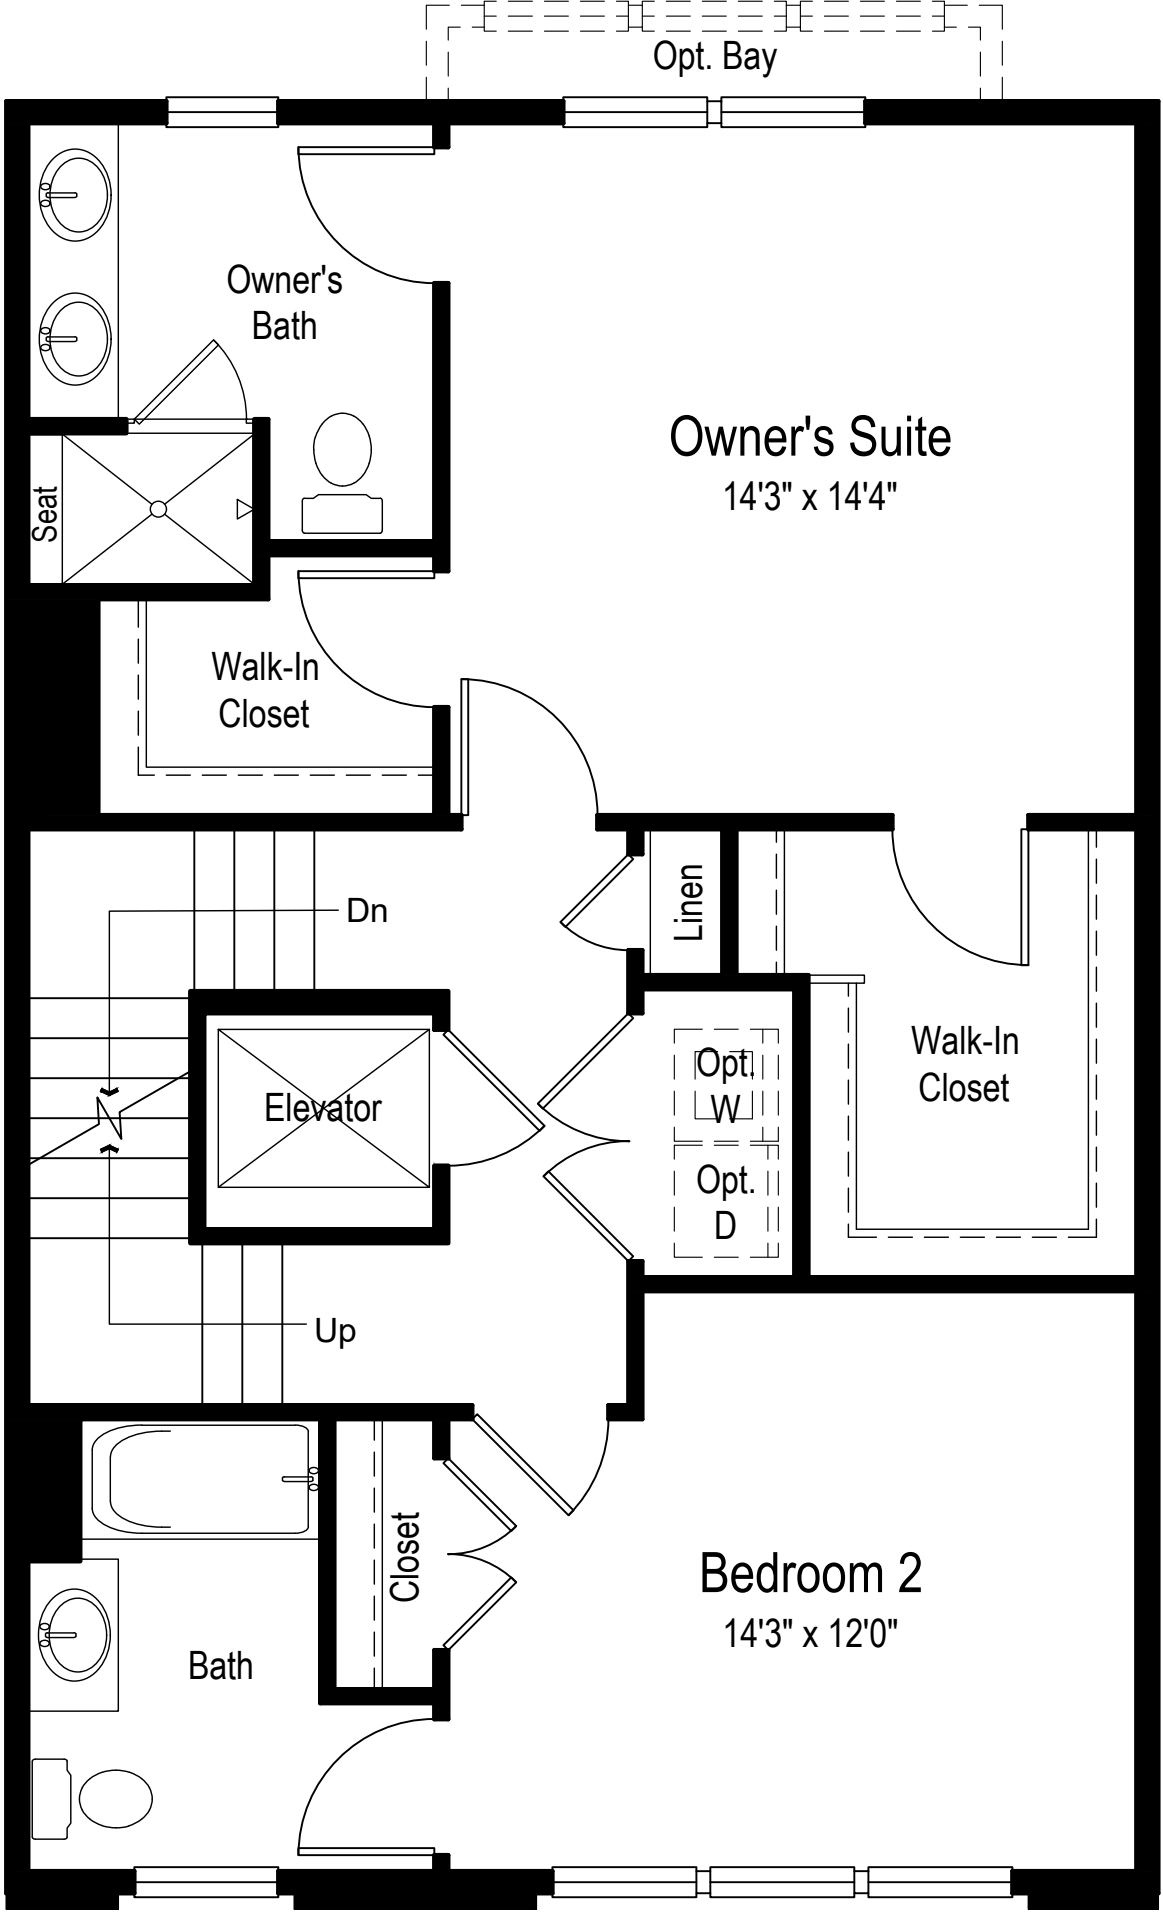 Opt. Bay
Owner's
Bath
Owner's Suite
14'3" x 14'4"
Seat
Walk-In
Closet
Dn
Linen
Walk-In
Closet
Opt.
W
Elevator
Opt.
D
Up
Closet
Bedroom 2
14'3" x 12'0"
Bath